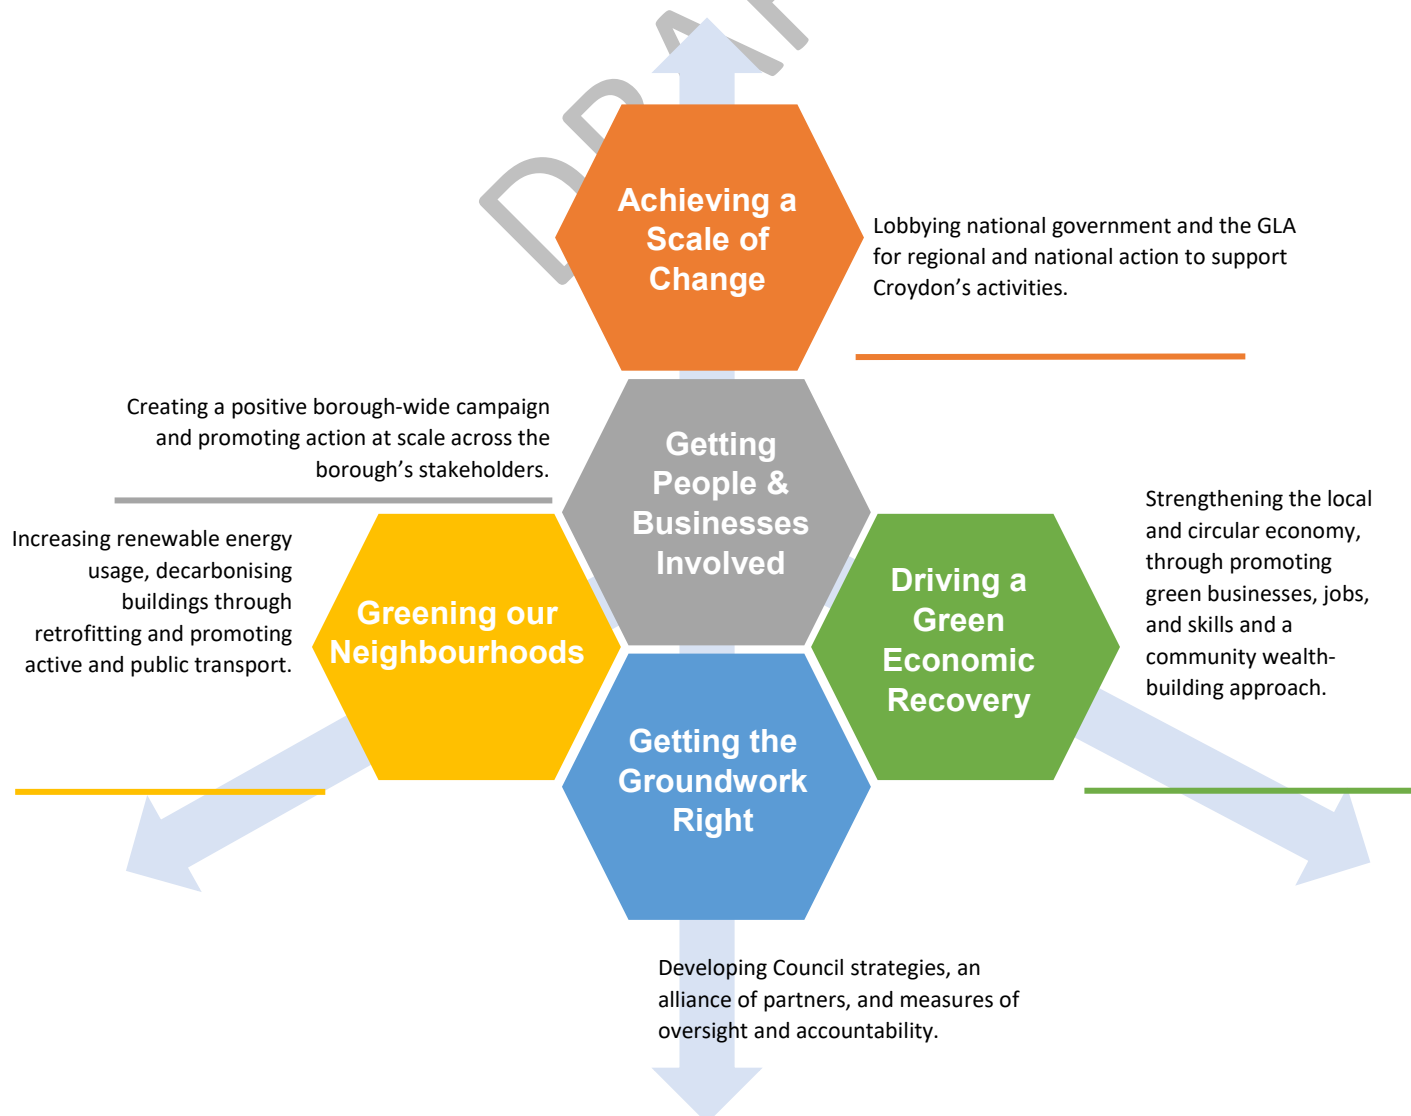 Achieving a
Scale of
Change
Lobbying national government and the GLA
for regional and national action to support
Croydon’s activities.
Creating a positive borough-wide campaign
and promoting action at scale across the
borough’s stakeholders.
Getting
People &
Businesses
Involved
Increasing renewable energy
usage, decarbonising
buildings through
retrofitting and promoting
active and public transport.
Greening our
Neighbourhoods
Driving a
Green
Economic
Recovery
Strengthening the local
and circular economy,
through promoting
green businesses, jobs,
and skills and a
community wealth-
building approach.
Getting the
Groundwork
Right
Developing Council strategies, an
alliance of partners, and measures of
oversight and accountability.